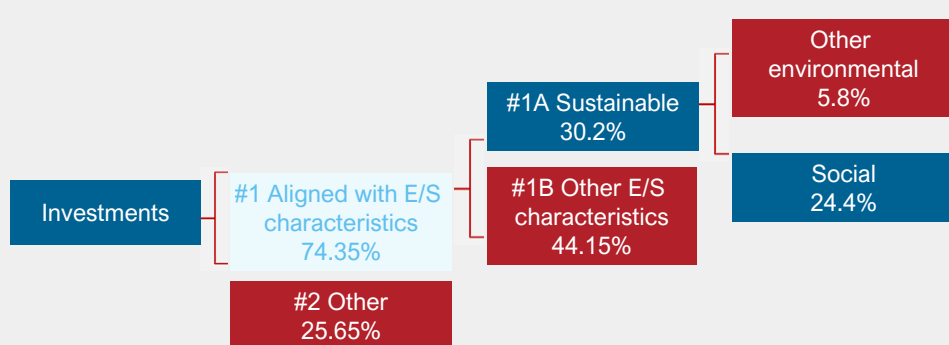 Investments
#1 Aligned with E/S
characteristics
74.35%
#2 Other
25.65%
#1A Sustainable
30.2%
#1B Other E/S
characteristics
44.15%
Other
environmental
5.8%
Social
24.4%